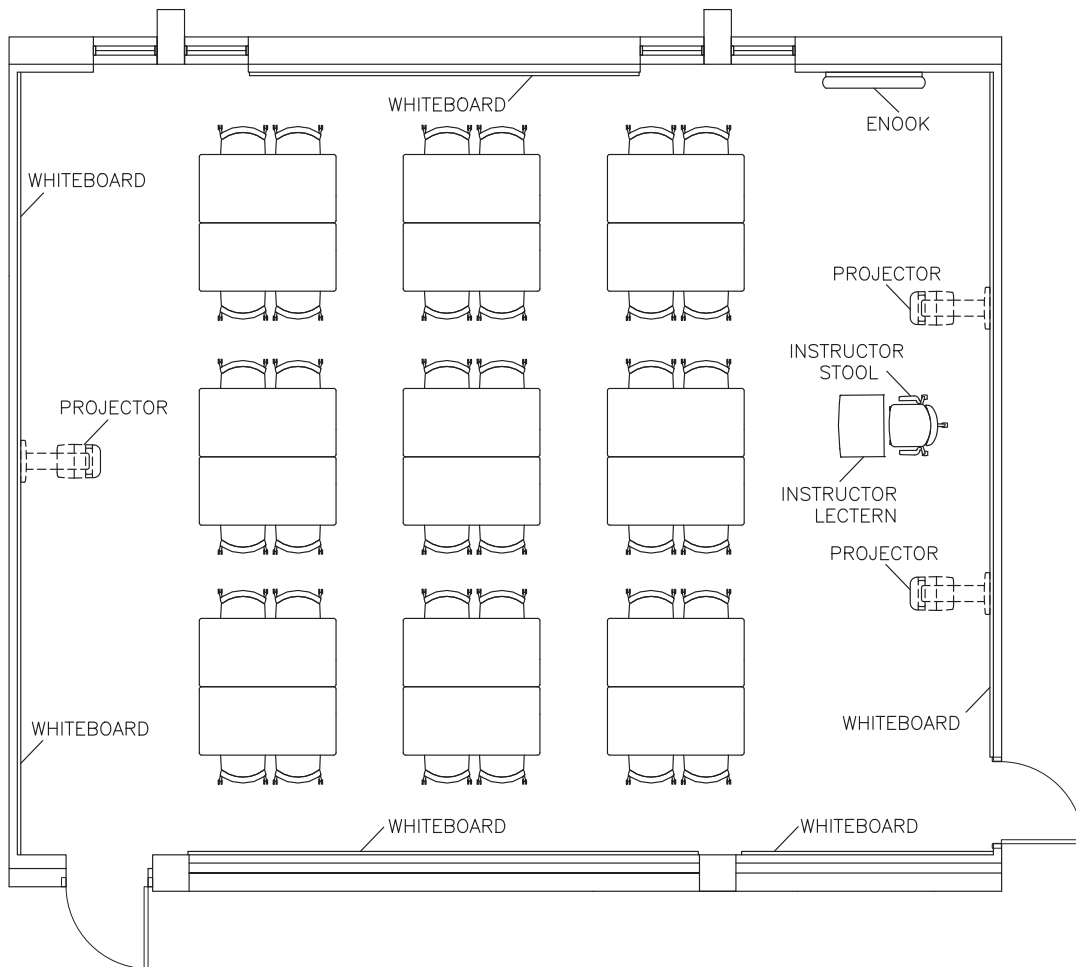 WHITEBOARD
ENOOK
WHITEBOARD
PROJECTOR
INSTRUCTOR
STOOL
PROJECTOR
INSTRUCTOR
LECTERN
PROJECTOR
WHITEBOARD
WHITEBOARD
WHITEBOARD
WHITEBOARD